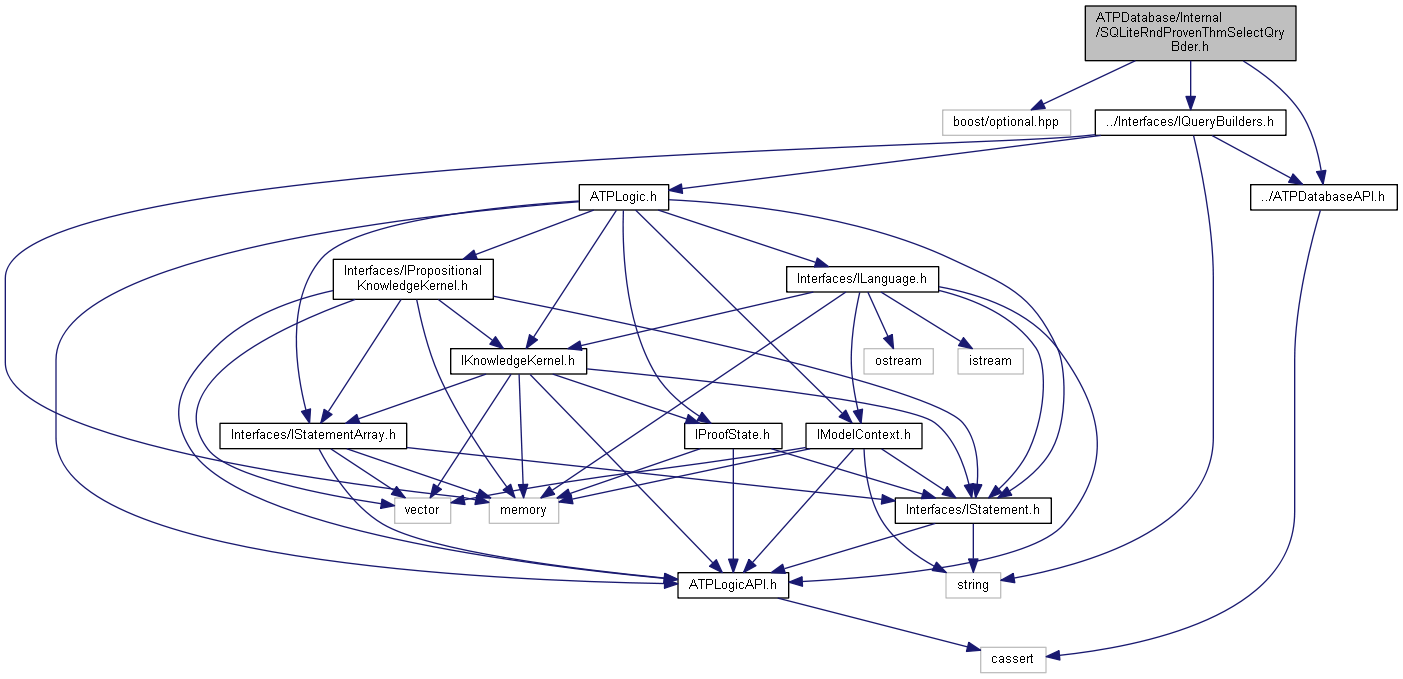 ATPDatabase/Internal
/SQLiteRndProvenThmSelectQry
Bder.h
boost/optional.hpp
../Interfaces/IQueryBuilders.h
ATPLogic.h
../ATPDatabaseAPI.h
Interfaces/IPropositional
KnowledgeKernel.h
Interfaces/ILanguage.h
IKnowledgeKernel.h
ostream
istream
Interfaces/IStatementArray.h
IProofState.h
IModelContext.h
vector
memory
Interfaces/IStatement.h
ATPLogicAPI.h
string
cassert